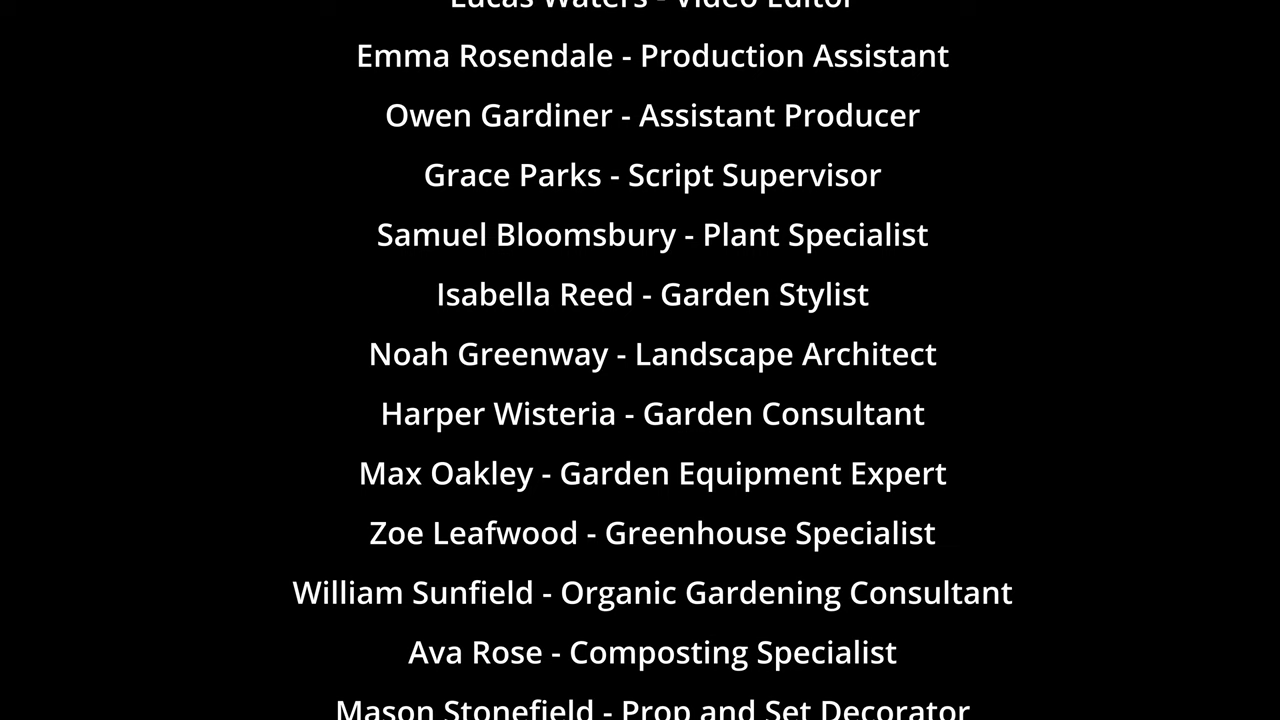 Lucas Waters - Video Editor
Emma Rosendale - Production Assistant
Owen Gardiner - Assistant Producer
Grace Parks - Script Supervisor
Samuel Bloomsbury - Plant Specialist
Isabella Reed - Garden Stylist
Noah Greenway - Landscape Architect
Harper Wisteria - Garden Consultant
Max Oakley - Garden Equipment Expert
Zoe Leafwood - Greenhouse Specialist
William Sunfield - Organic Gardening Consultant
Ava Rose - Composting Specialist
Mason Stonefield - Prop and Set Decorator